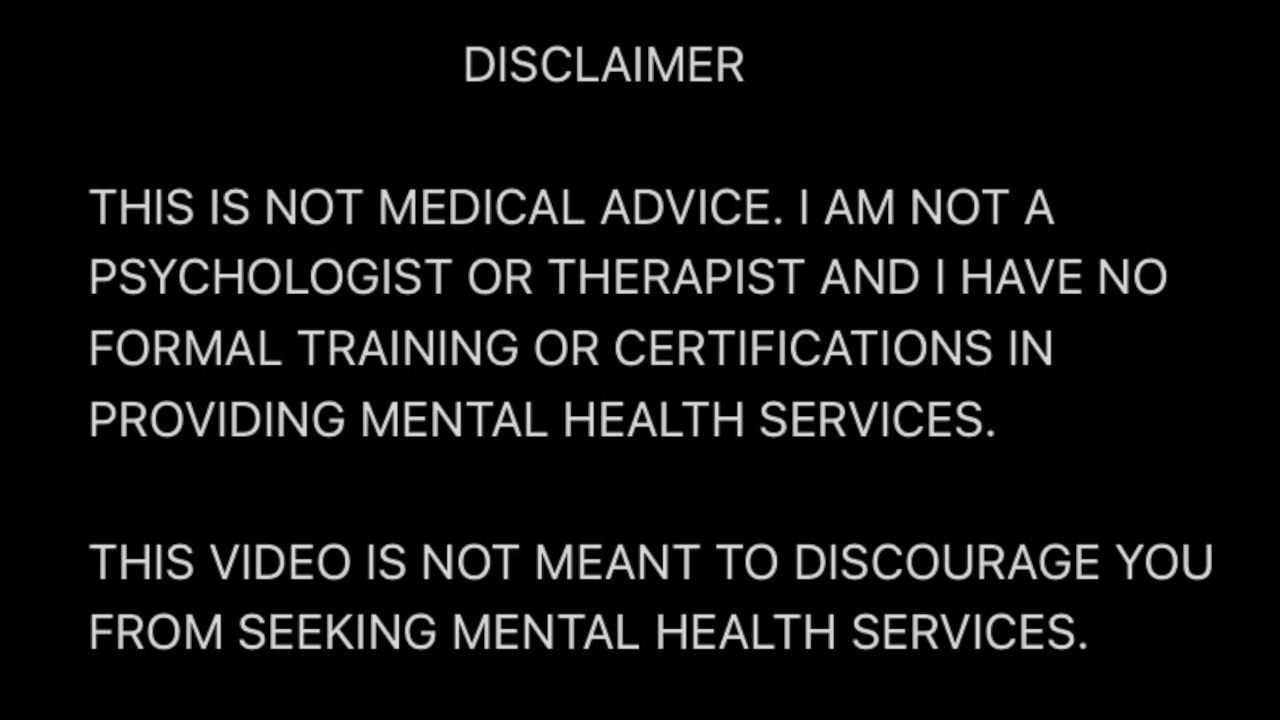 DISCLAIMER
THIS IS NOT MEDICAL ADVICE. I AM NOT A
PSYCHOLOGIST OR THERAPIST AND I HAVE NO
FORMAL TRAINING OR CERTIFICATIONS IN
PROVIDING MENTAL HEALTH SERVICES.
THIS VIDEO IS NOT MEANT TO DISCOURAGE YOU
FROM SEEKING MENTAL HEALTH SERVICES.